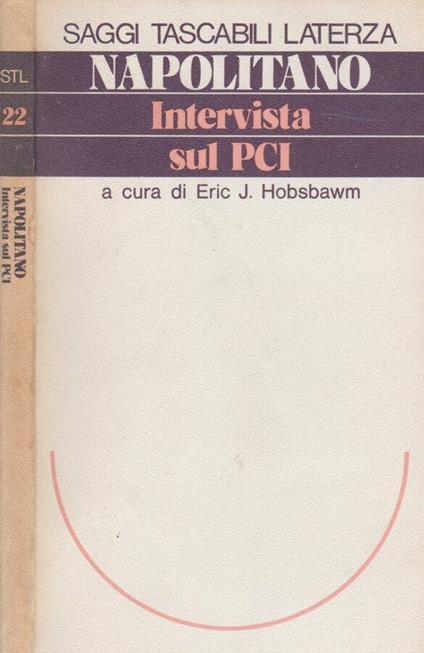 SAGGI TASCABILI LATERZA
NAPOLITANO
Intervista
sul PCI
a cura di Eric J. Hobsbawm
STL
22
NAPOLITANO
Intervista sul PCI